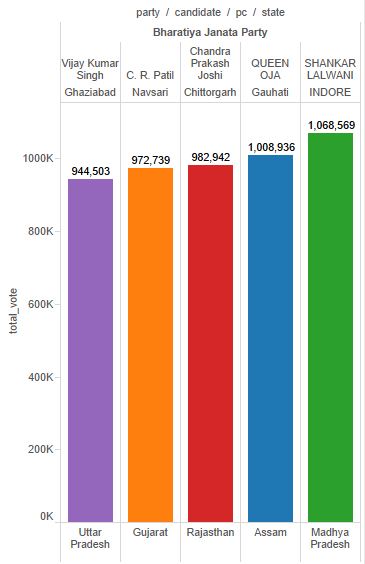 party / candidate / pc / state
Bharatiya Janata Party
Vijay Kumar
Singh
C. R. Patil
Chandra
Prakash
Joshi
QUEEN
OJA
SHANKAR
LALWANI
Ghaziabad
Navsari
Chittorgarh
Gauhati
INDORE
1,068,569
1,008,936
982,942
972,739
944,503
1000K
800K
600K
400K
200K
0K
total_vote
Uttar
Pradesh
Gujarat
Rajasthan
Assam
Madhya
Pradesh